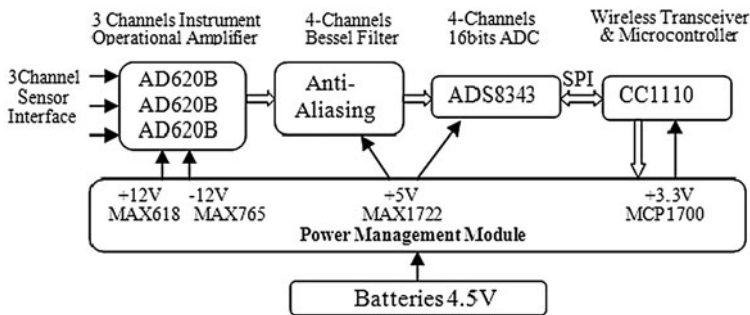 3 Channels Instrument
Operational Amplifier
4-Channels
Bessel Filter
4-Channels
16bits ADC
Wireless Transceiver
& Microcontroller
3Channel
Sensor
Interface
AD620B
AD620B
AD620B
Anti-
Aliasing
ADS8343
SPI
CC1110
+12V
MAX618
-12V
MAX765
+5V
MAX1722
+3.3V
MCP1700
Power Management Module
Batteries 4.5V